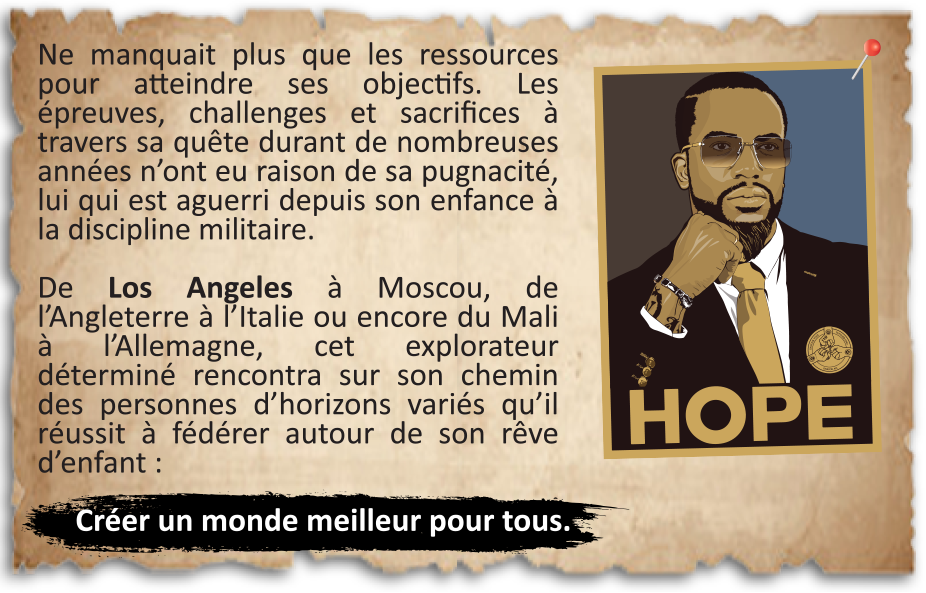 Ne manquait plus que les ressources
pour atteindre ses objectifs. Les
épreuves, challenges et sacrifices à
travers sa quête durant de nombreuses
années n’ont eu raison de sa pugnacité,
lui qui est aguerri depuis son enfance à
la discipline militaire.
De Los Angeles à Moscou, de
l’Angleterre à l’Italie ou encore du Mali
à l’Allemagne, cet explorateur
déterminé rencontra sur son chemin
des personnes d’horizons variés qu’il
réussit à fédérer autour de son rêve
d’enfant :
Créer un monde meilleur pour tous.
HOPE